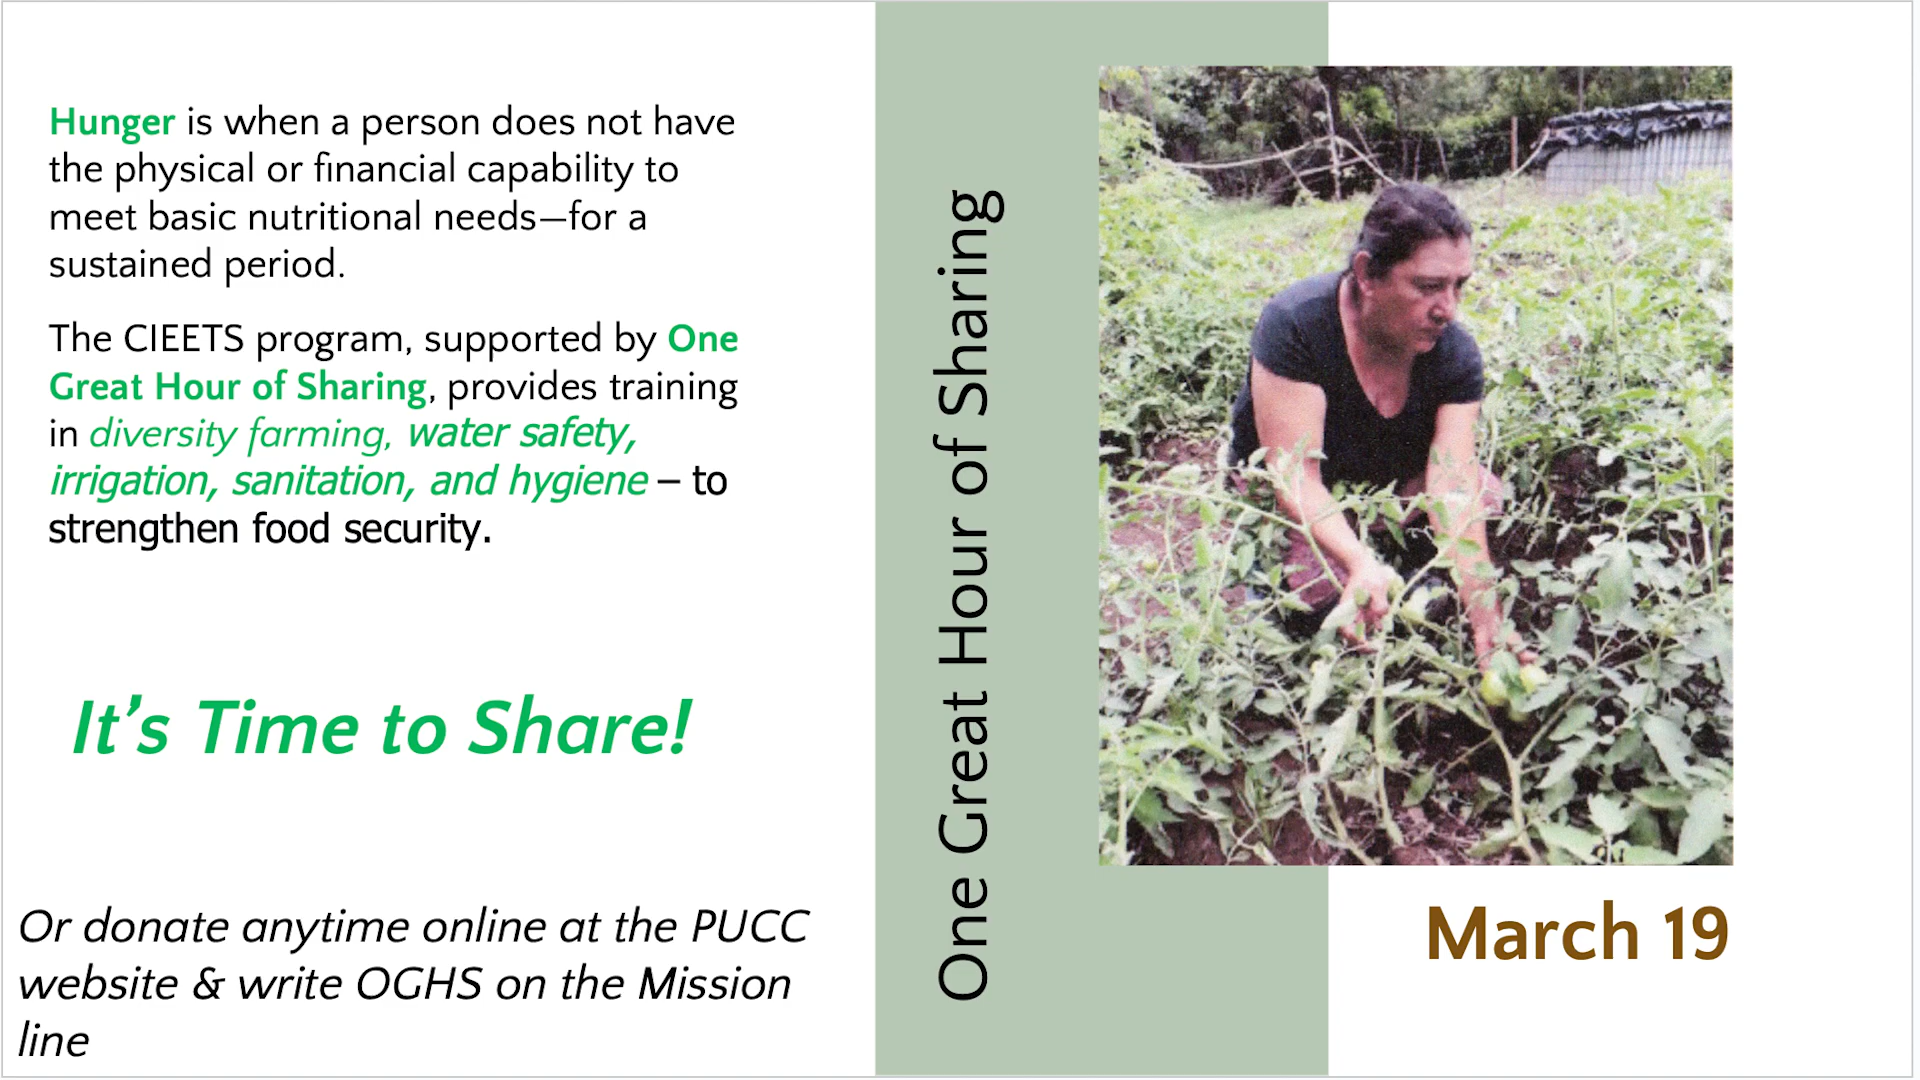 Hunger is when a person does not have
the physical or financial capability to
meet basic nutritional needs—for a
sustained period.
The CIEETS program, supported by One
Great Hour of Sharing, provides training
in diversity farming, water safety,
irrigation, sanitation, and hygiene – to
strengthen food security.
It’s Time to Share!
Or donate anytime online at the PUCC
website & write OGHS on the Mission
line
One Great Hour of Sharing
March 19